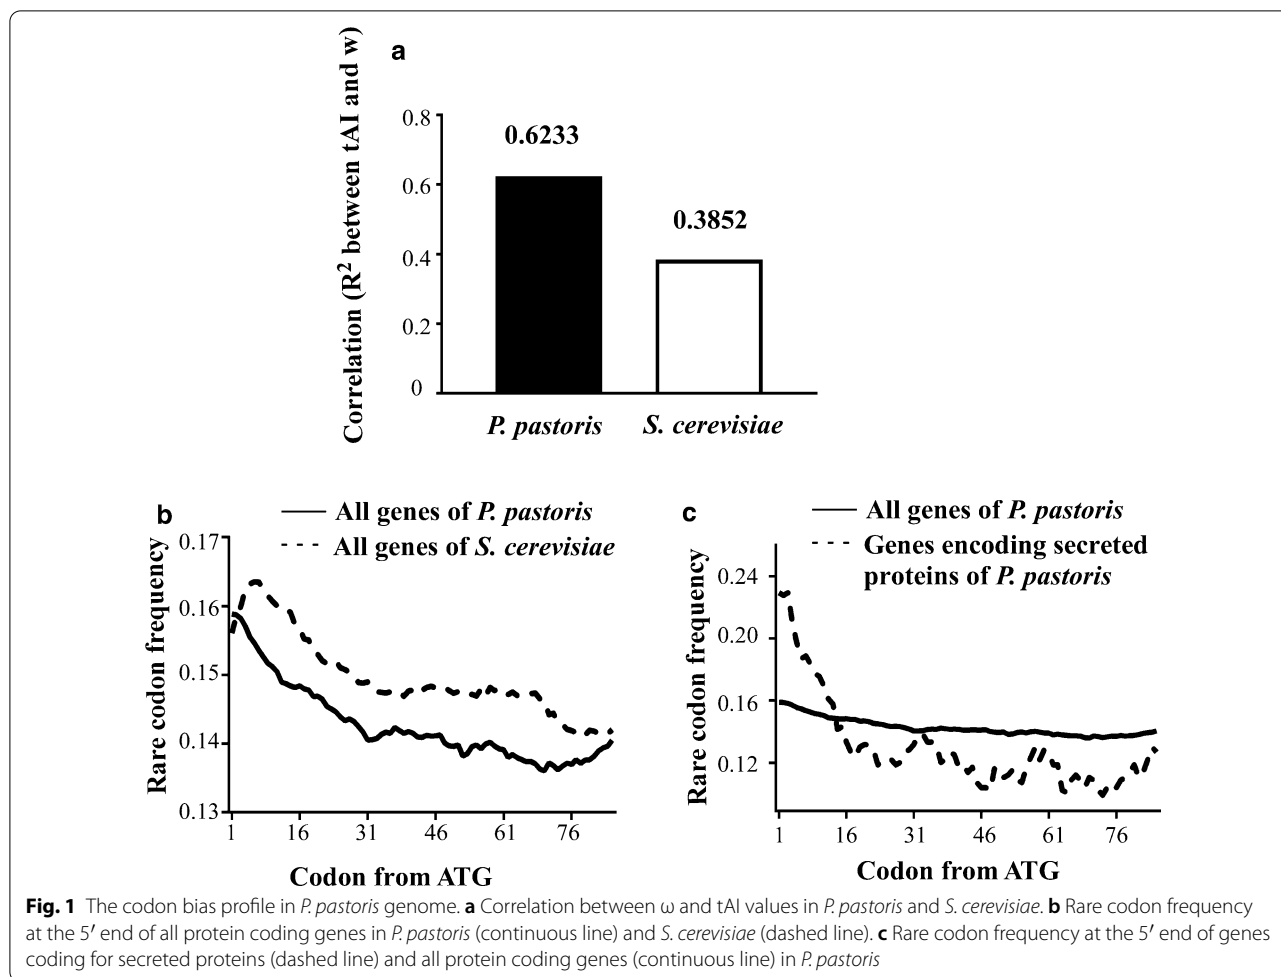 a
Correlation (R² between tAI and w)
0.8
0.6
0.4
0.2
0
0.6233
0.3852
P. pastoris S. cerevisiae
b
All genes of P. pastoris
All genes of S. cerevisiae
Rare codon frequency
0.17
0.16
0.15
0.14
0.13
1 16 31 46 61 76
Codon from ATG
c
All genes of P. pastoris
Genes encoding secreted
proteins of P. pastoris
Rare codon frequency
0.24
0.20
0.16
0.12
1 16 31 46 61 76
Codon from ATG
Fig. 1 The codon bias profile in P. pastoris genome. a Correlation between ω and tAI values in P. pastoris and S. cerevisiae. b Rare codon frequency
at the 5′ end of all protein coding genes in P. pastoris (continuous line) and S. cerevisiae (dashed line). c Rare codon frequency at the 5′ end of genes
coding for secreted proteins (dashed line) and all protein coding genes (continuous line) in P. pastoris